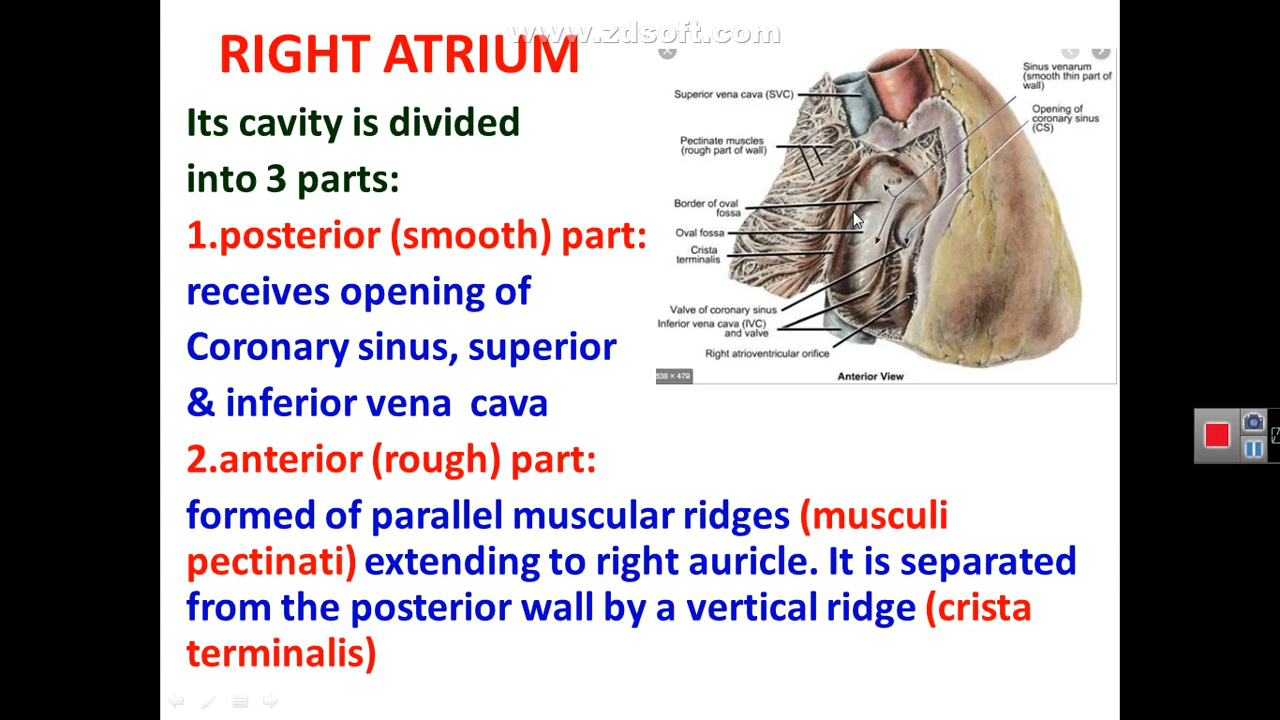 www.zdsoft.com
RIGHT ATRIUM
Its cavity is divided
into 3 parts:
1.posterior (smooth) part:
receives opening of
Coronary sinus, superior
& inferior vena cava
2.anterior (rough) part:
formed of parallel muscular ridges (musculi
pectinati) extending to right auricle. It is separated
from the posterior wall by a vertical ridge (crista
terminalis)
Superior vena cava (SVC)
Pectinate muscles
(rough part of wall)
Border of oval
fossa
Oval fossa
Crista
terminalis
Valve of coronary sinus
Inferior vena cava (IVC)
and valve
Right atrioventricular orifice
Sinus venarum
(smooth thin part of
wall)
Opening of
coronary sinus
(CS)
638 × 479
Anterior View